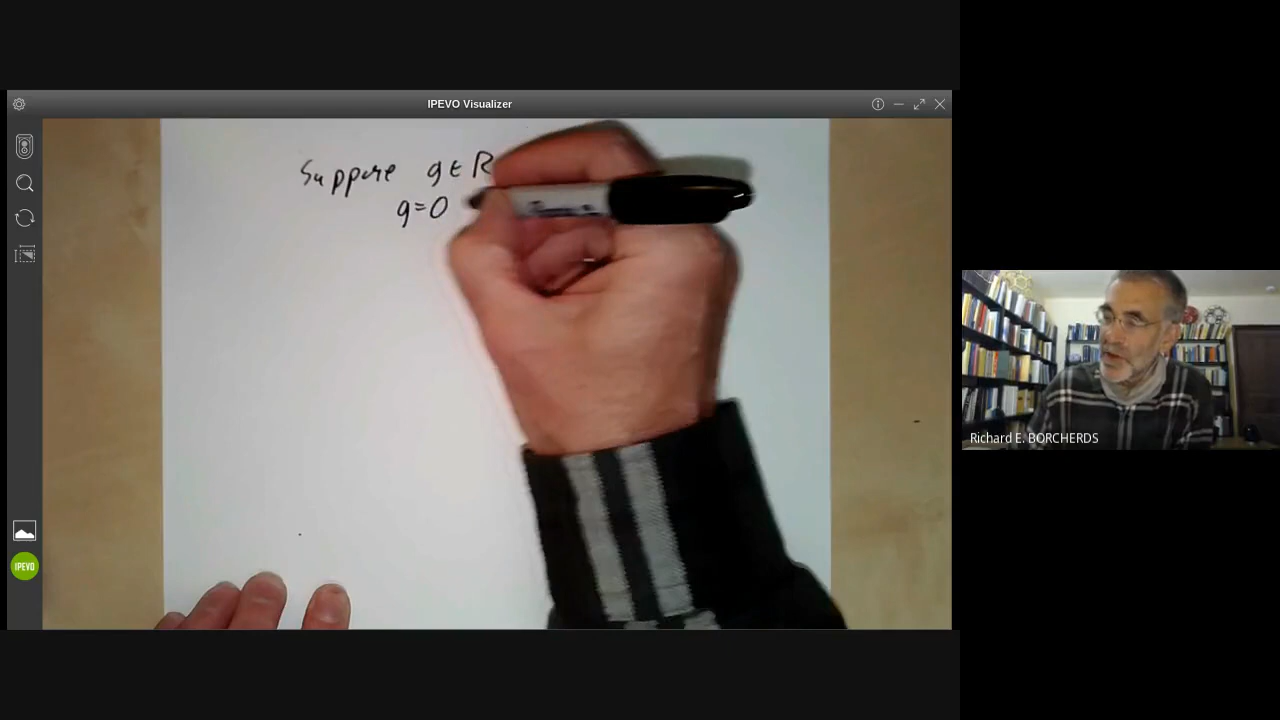 IPEVO Visualizer
Suppose g ∈ R
g=0
IPEVO
Richard E. BORCHERDS